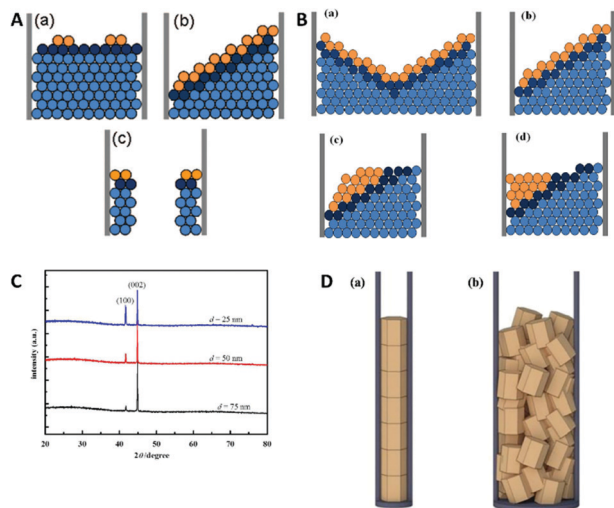 A
(a)
(b)
(c)
B
(a)
(b)
(c)
(d)
C
intensity (a.u.)
(100)
(002)
d = 25 nm
d = 50 nm
d = 75 nm
20
30
40
50
60
70
80
2θ/degree
D
(a)
(b)